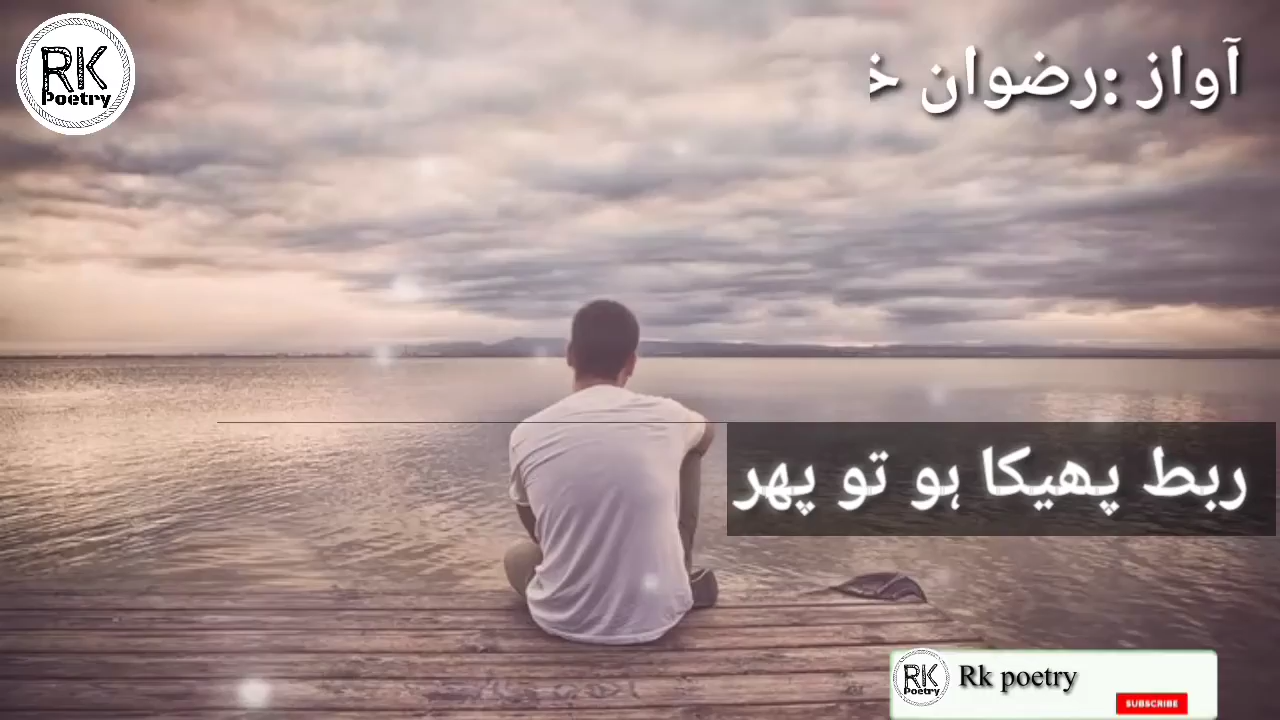 RK
Poetry
آواز :رضوان
ربط پھیکا ہو تو پھر
RK
Poetry
Rk poetry
SUBSCRIBE